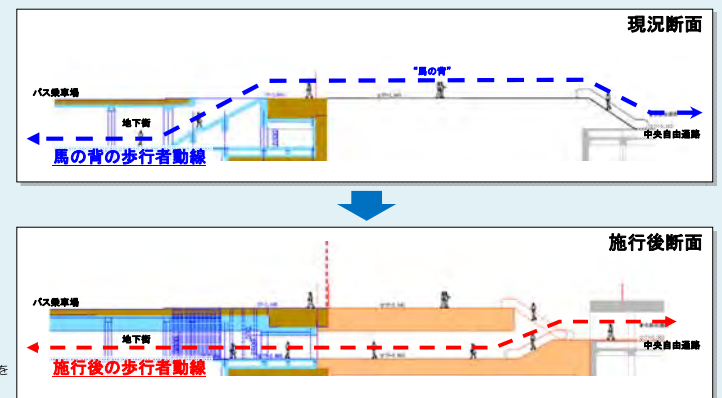 現況断面
"馬の背"
バス乗車場
地下街
中央自由通路
馬の背の歩行者動線
施行後断面
バス乗車場
地下街
中央自由通路
施行後の歩行者動線
を